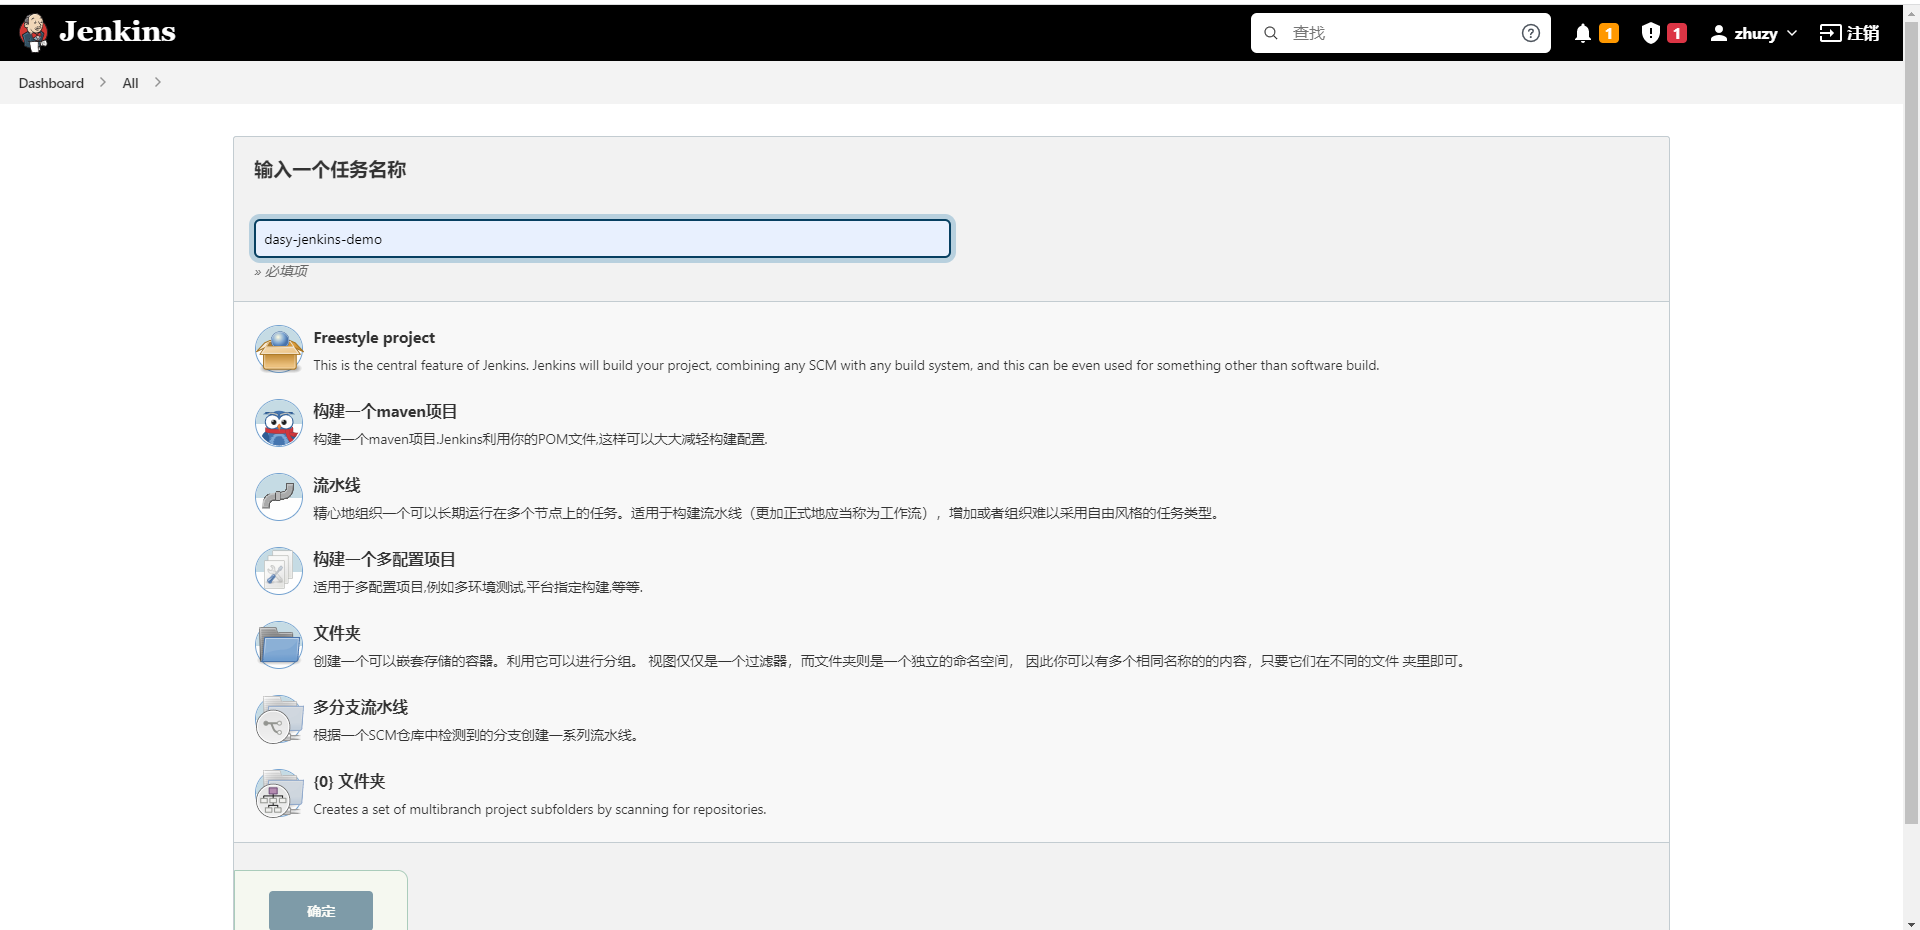 Jenkins
查找
1
1
zhuzy
注销
Dashboard
All
输入一个任务名称
dasy-jenkins-demo
» 必填项
Freestyle project
This is the central feature of Jenkins. Jenkins will build your project, combining any SCM with any build system, and this can be even used for something other than software build.
构建一个maven项目
构建一个maven项目.Jenkins利用你的POM文件,这样可以大大减轻构建配置.
流水线
精心地组织一个可以长期运行在多个节点上的任务。适用于构建流水线（更加正式地应当称为工作流），增加或者组织难以采用自由风格的任务类型。
构建一个多配置项目
适用于多配置项目,例如多环境测试,平台指定构建,等等.
文件夹
创建一个可以嵌套存储的容器。利用它可以进行分组。 视图仅仅是一个过滤器，而文件夹则是一个独立的命名空间， 因此你可以有多个相同名称的的内容，只要它们在不同的文件 夹里即可。
多分支流水线
根据一个SCM仓库中检测到的分支创建一系列流水线。
{0} 文件夹
Creates a set of multibranch project subfolders by scanning for repositories.
确定